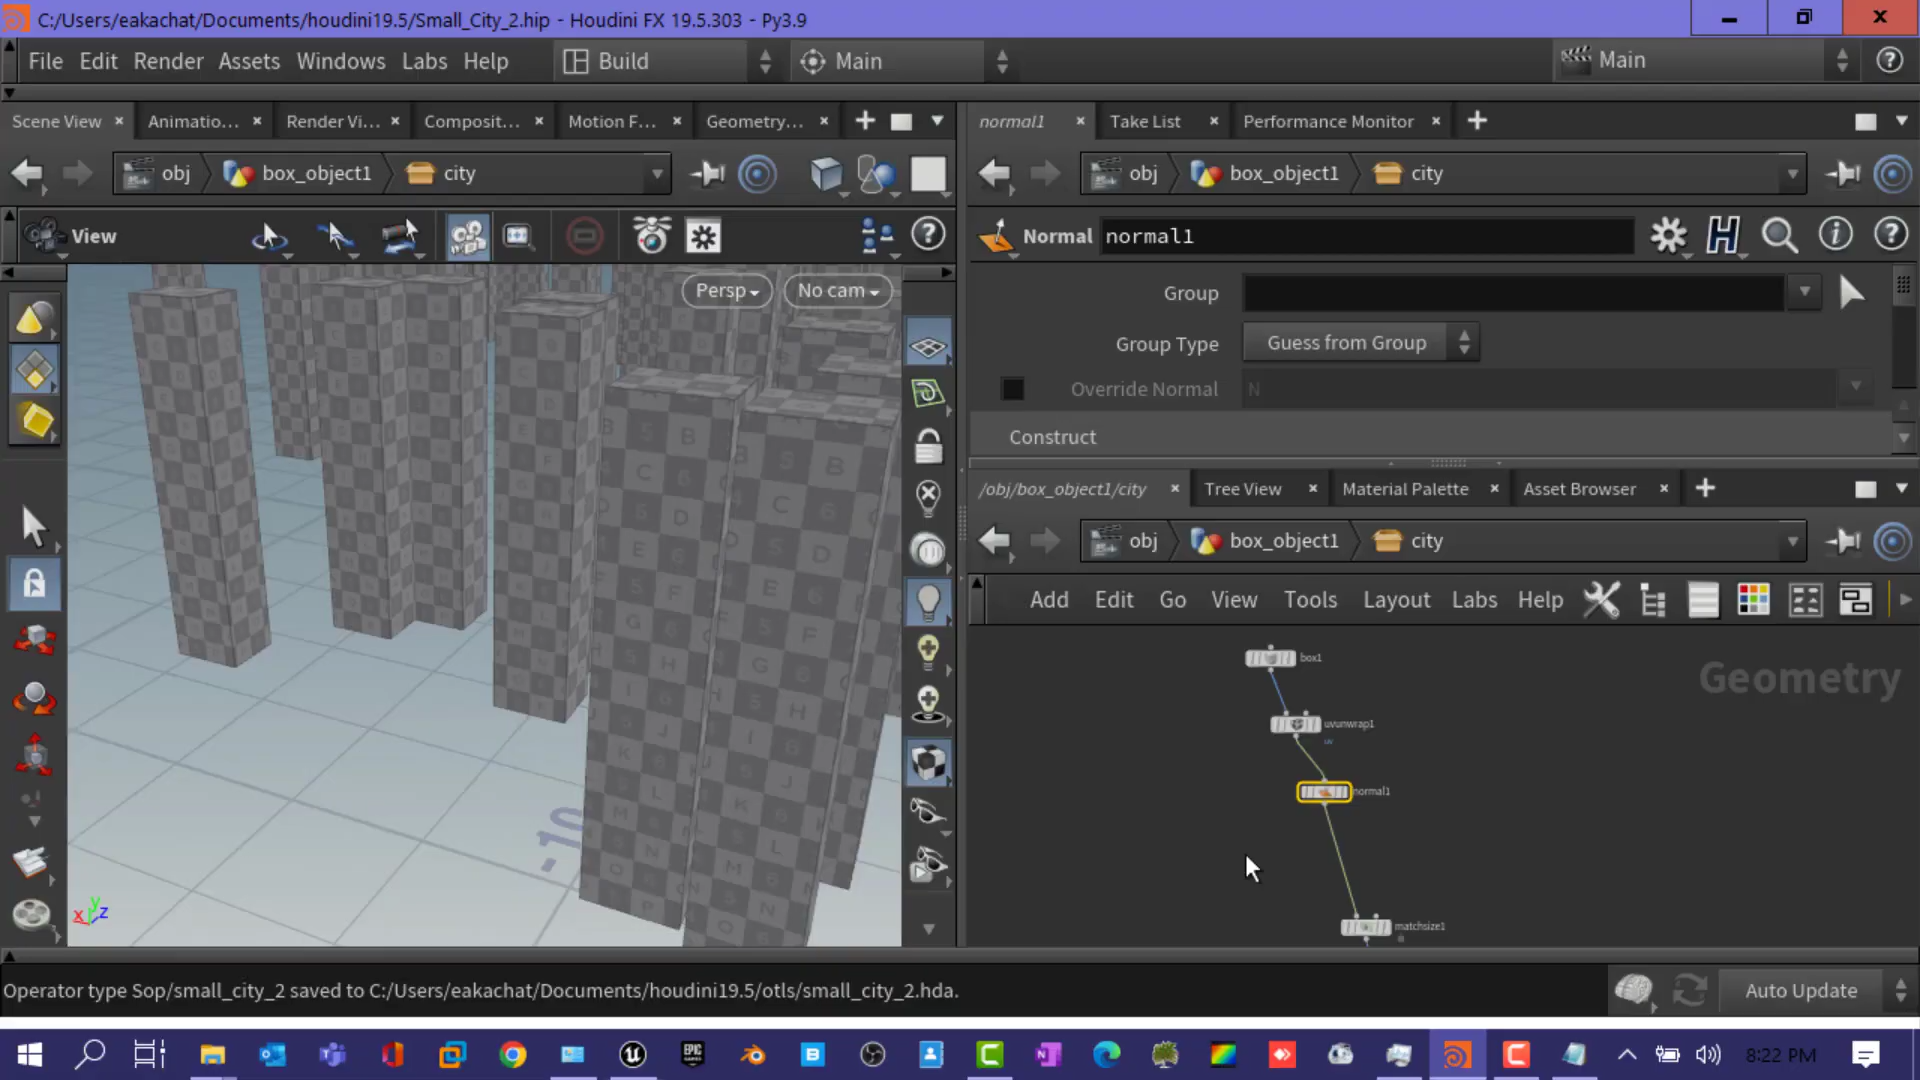 C:/Users/eakachat/Documents/houdini19.5/Small_City_2.hip - Houdini FX 19.5.303 - Py3.9
File Edit Render Assets Windows Labs Help Build Main Main
Scene View × Animatio... × Render Vi... × Composit... × Motion F... × Geometry... ×
normal1 × Take List × Performance Monitor ×
obj box_object1 city
obj box_object1 city
View
Normal normal1
Persp No cam
Group
Group Type Guess from Group
Override Normal N
Construct
/obj/box_object1/city × Tree View × Material Palette × Asset Browser ×
obj box_object1 city
Add Edit Go View Tools Layout Labs Help
Geometry
box1
uvunwrap1
uv
normal1
matchsize1
-10
x y z
Operator type Sop/small_city_2 saved to C:/Users/eakachat/Documents/houdini19.5/otls/small_city_2.hda.
Auto Update
8:22 PM